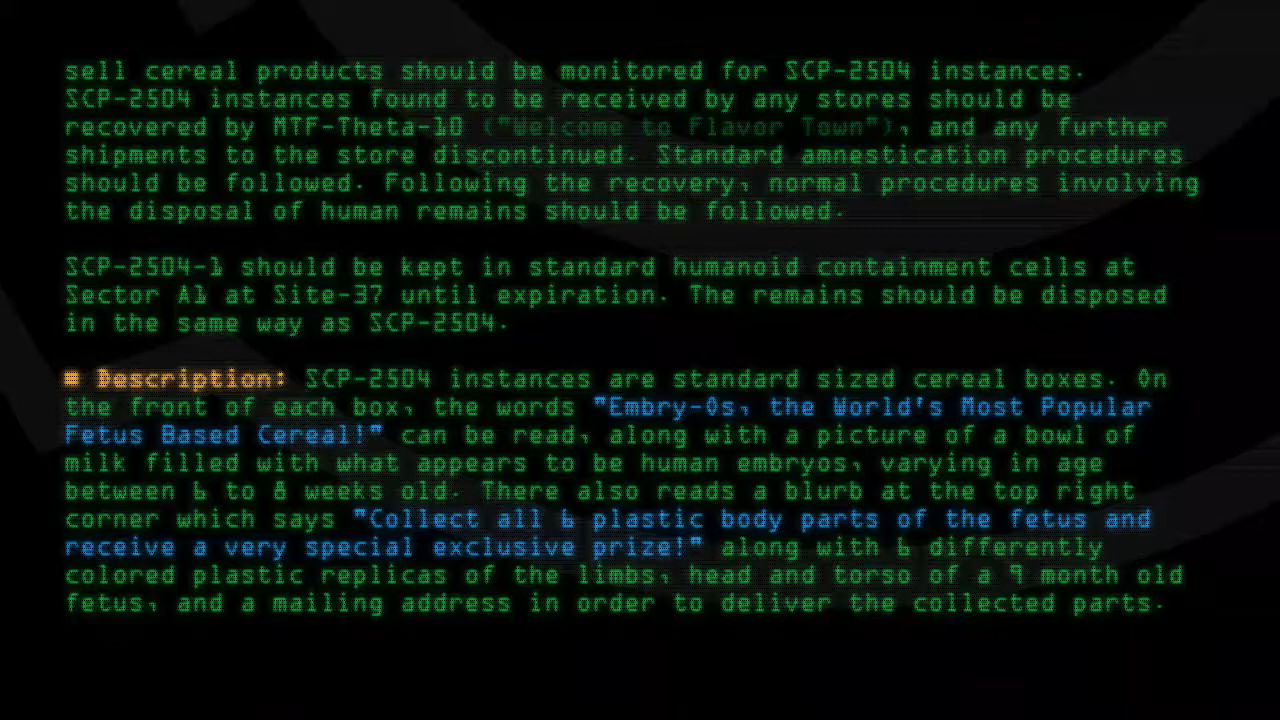 sell cereal products should be monitored for SCP-2504 instances.
SCP-2504 instances found to be received by any stores should be
recovered by MTF-Theta-10 ("Welcome to Flavor Town"), and any further
shipments to the store discontinued. Standard amnestication procedures
should be followed. Following the recovery, normal procedures involving
the disposal of human remains should be followed.
SCP-2504-1 should be kept in standard humanoid containment cells at
Sector A1 at Site-37 until expiration. The remains should be disposed
in the same way as SCP-2504.
■ Description: SCP-2504 instances are standard sized cereal boxes. On
the front of each box, the words "Embry-Os, the World's Most Popular
Fetus Based Cereal!" can be read, along with a picture of a bowl of
milk filled with what appears to be human embryos, varying in age
between 6 to 8 weeks old. There also reads a blurb at the top right
corner which says "Collect all 6 plastic body parts of the fetus and
receive a very special exclusive prize!" along with 6 differently
colored plastic replicas of the limbs, head and torso of a 9 month old
fetus, and a mailing address in order to deliver the collected parts.